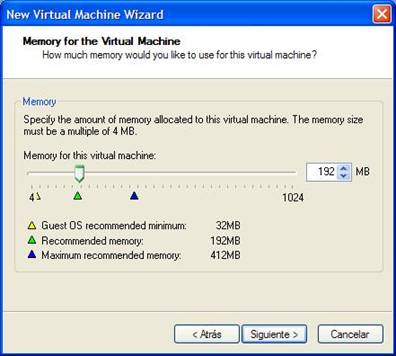 New Virtual Machine Wizard
Memory for the Virtual Machine
How much memory would you like to use for this virtual machine?
Memory
Specify the amount of memory allocated to this virtual machine. The memory size
must be a multiple of 4 MB.
Memory for this virtual machine:
192 MB
4 1024
Guest OS recommended minimum: 32MB
Recommended memory: 192MB
Maximum recommended memory: 412MB
< Atrás Siguiente > Cancelar